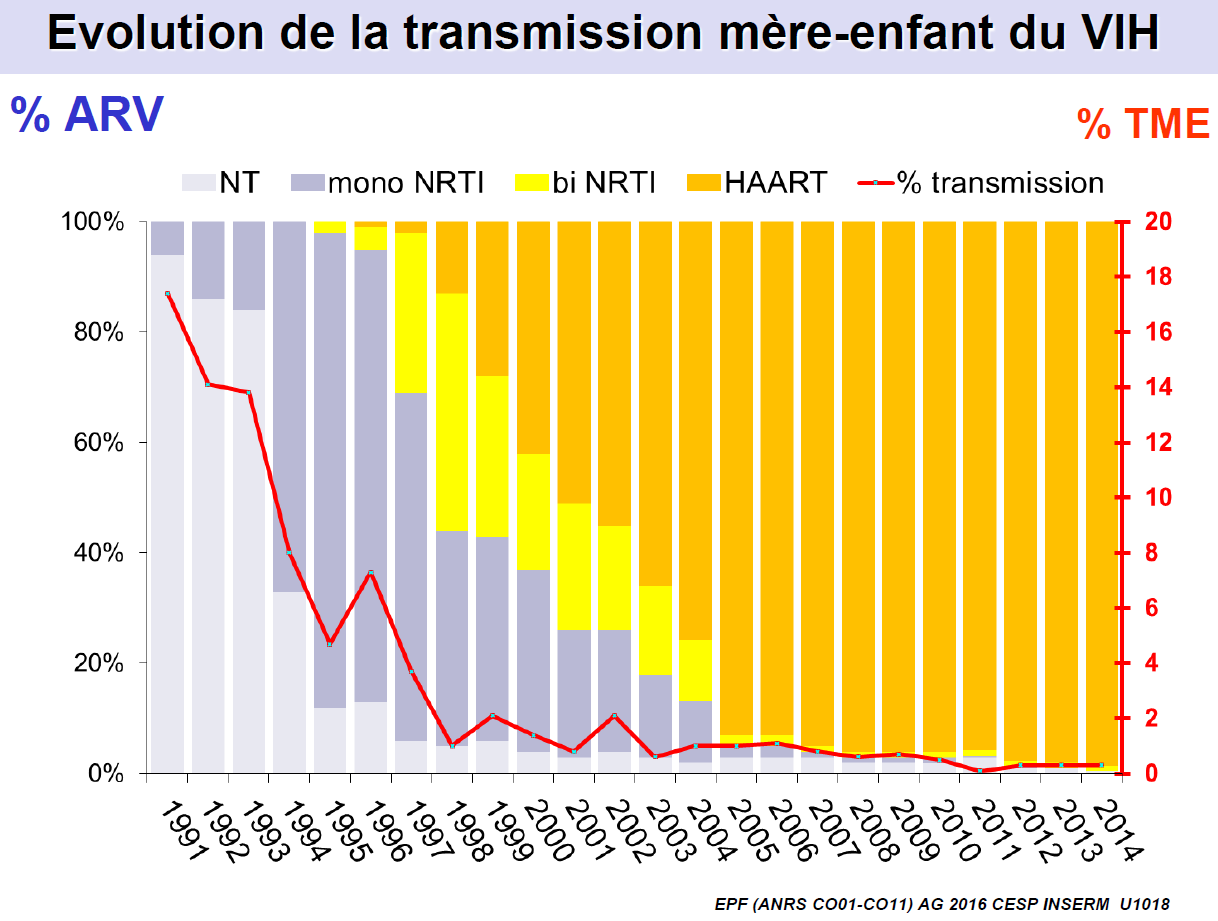 Evolution de la transmission mère-enfant du VIH
% ARV
% TME
NT mono NRTI bi NRTI HAART % transmission
100%
80%
60%
40%
20%
0%
20
18
16
14
12
10
8
6
4
2
0
1991 1992 1993 1994 1995 1996 1997 1998 1999 2000 2001 2002 2003 2004 2005 2006 2007 2008 2009 2010 2011 2012 2013 2014
EPF (ANRS CO01-CO11) AG 2016 CESP INSERM U1018